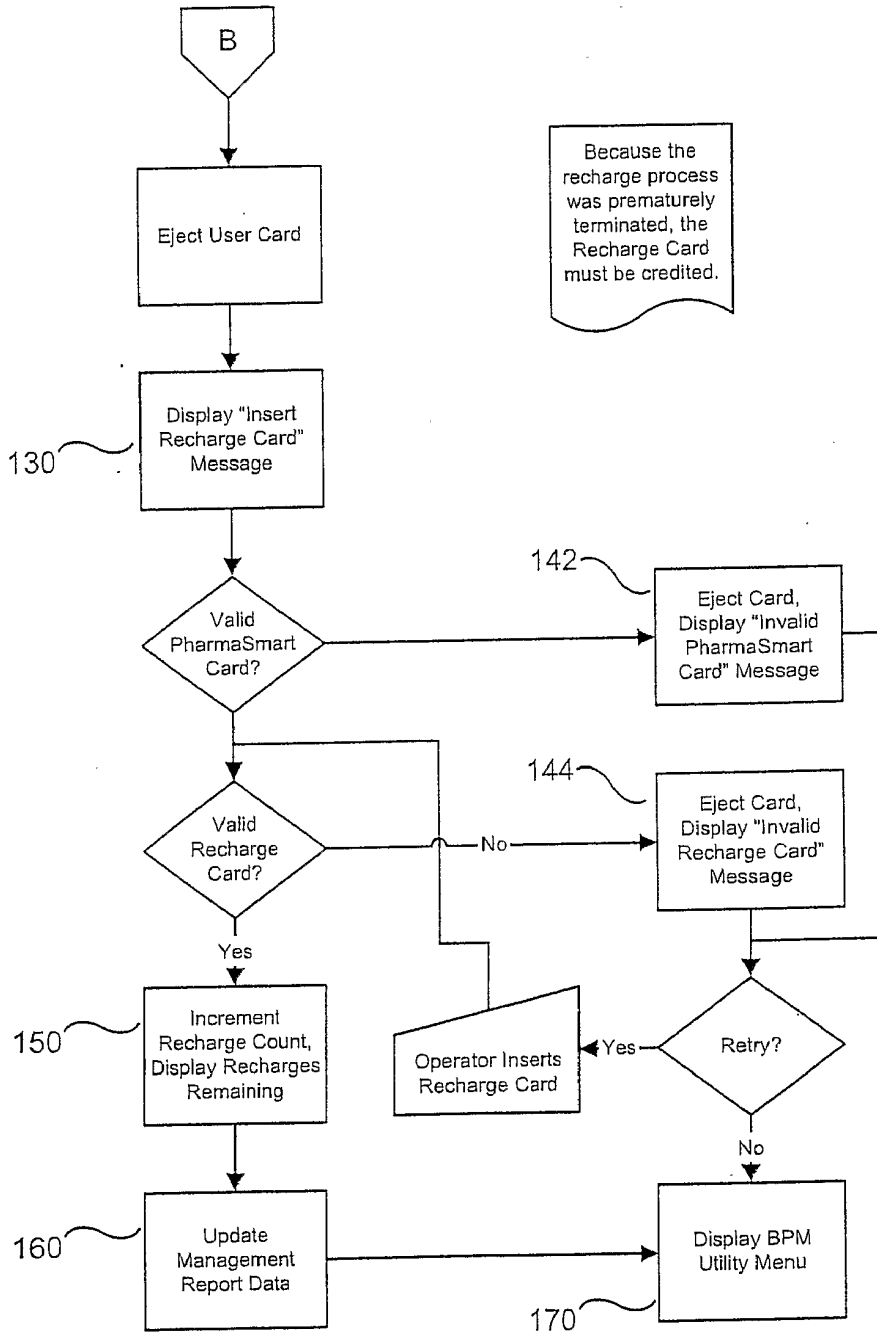 B
Eject User Card
Because the
recharge process
was prematurely
terminated, the
Recharge Card
must be credited.
Display "Insert
Recharge Card"
Message
130
Valid
PharmaSmart
Card?
142
Eject Card,
Display "Invalid
PharmaSmart
Card" Message
Valid
Recharge
Card?
No
144
Eject Card,
Display "Invalid
Recharge Card"
Message
Yes
150
Increment
Recharge Count,
Display Recharges
Remaining
Operator Inserts
Recharge Card
Yes
Retry?
No
160
Update
Management
Report Data
Display BPM
Utility Menu
170